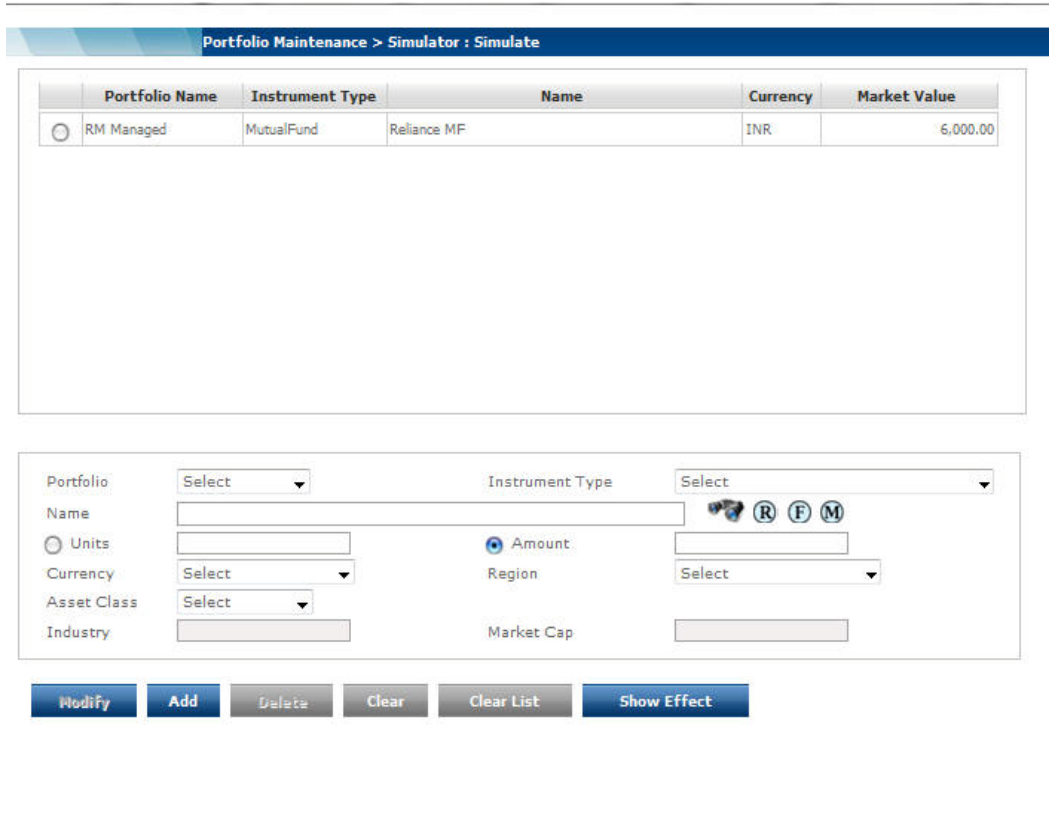 Portfolio Maintenance > Simulator : Simulate
Portfolio Name Instrument Type Name Currency Market Value
RM Managed MutualFund Reliance MF INR 6,000.00
Portfolio Select Instrument Type Select
Name R F M
Units Amount
Currency Select Region Select
Asset Class Select
Industry Market Cap
Modify Add Delete Clear Clear List Show Effect